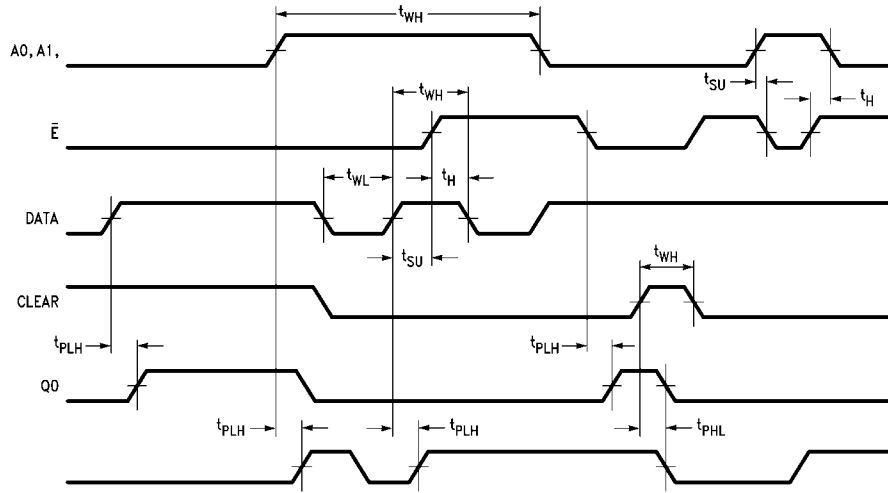 tWH
A0, A1,
tSU
tWH
tH
Ē
tWL
tH
DATA
tSU
tWH
CLEAR
tPLH
tPLH
Q0
tPLH
tPLH
tPHL